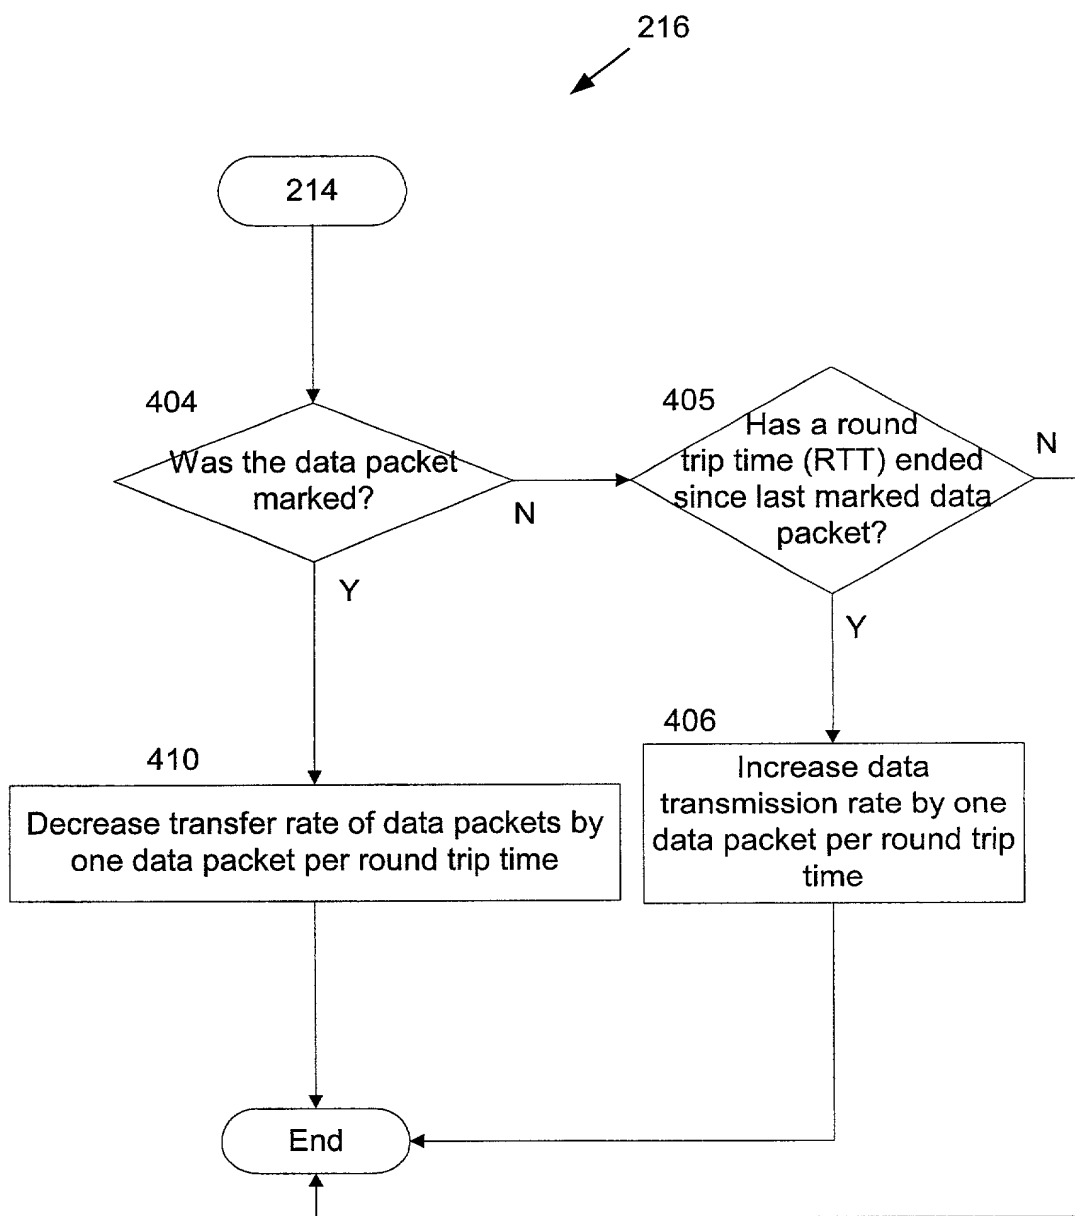 216
214
404
Was the data packet
marked?
N
Y
405
Has a round
trip time (RTT) ended
since last marked data
packet?
N
Y
410
Decrease transfer rate of data packets by
one data packet per round trip time
406
Increase data
transmission rate by one
data packet per round trip
time
End